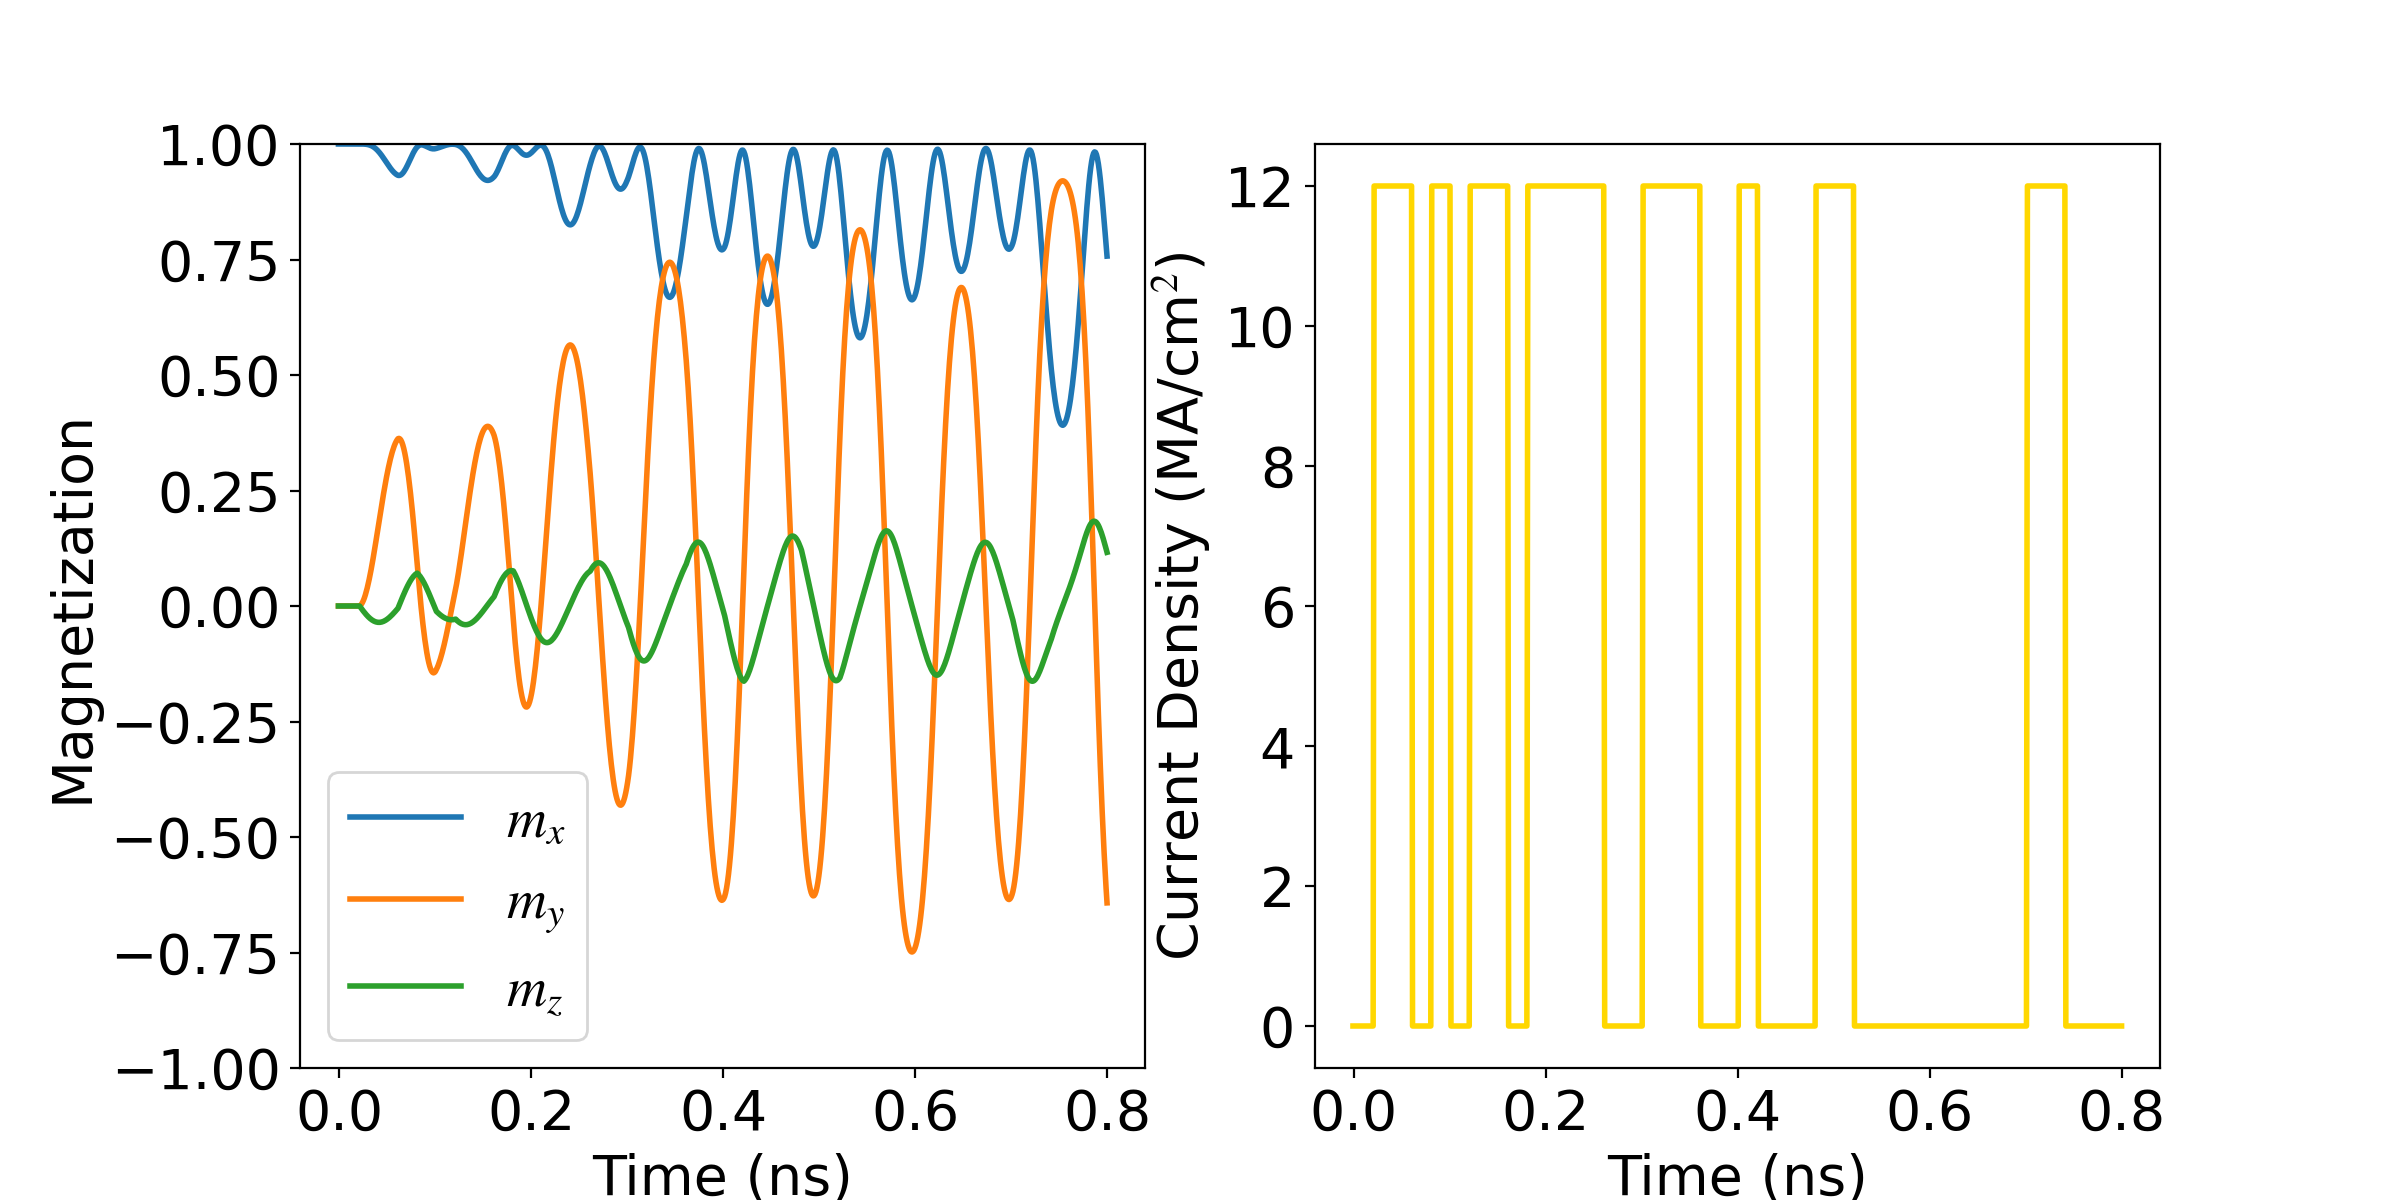 Magnetization
1.00
0.75
0.50
0.25
0.00
−0.25
−0.50
−0.75
−1.00
m_x
m_y
m_z
0.0 0.2 0.4 0.6 0.8
Time (ns)
Current Density (MA/cm²)
12
10
8
6
4
2
0
0.0 0.2 0.4 0.6 0.8
Time (ns)